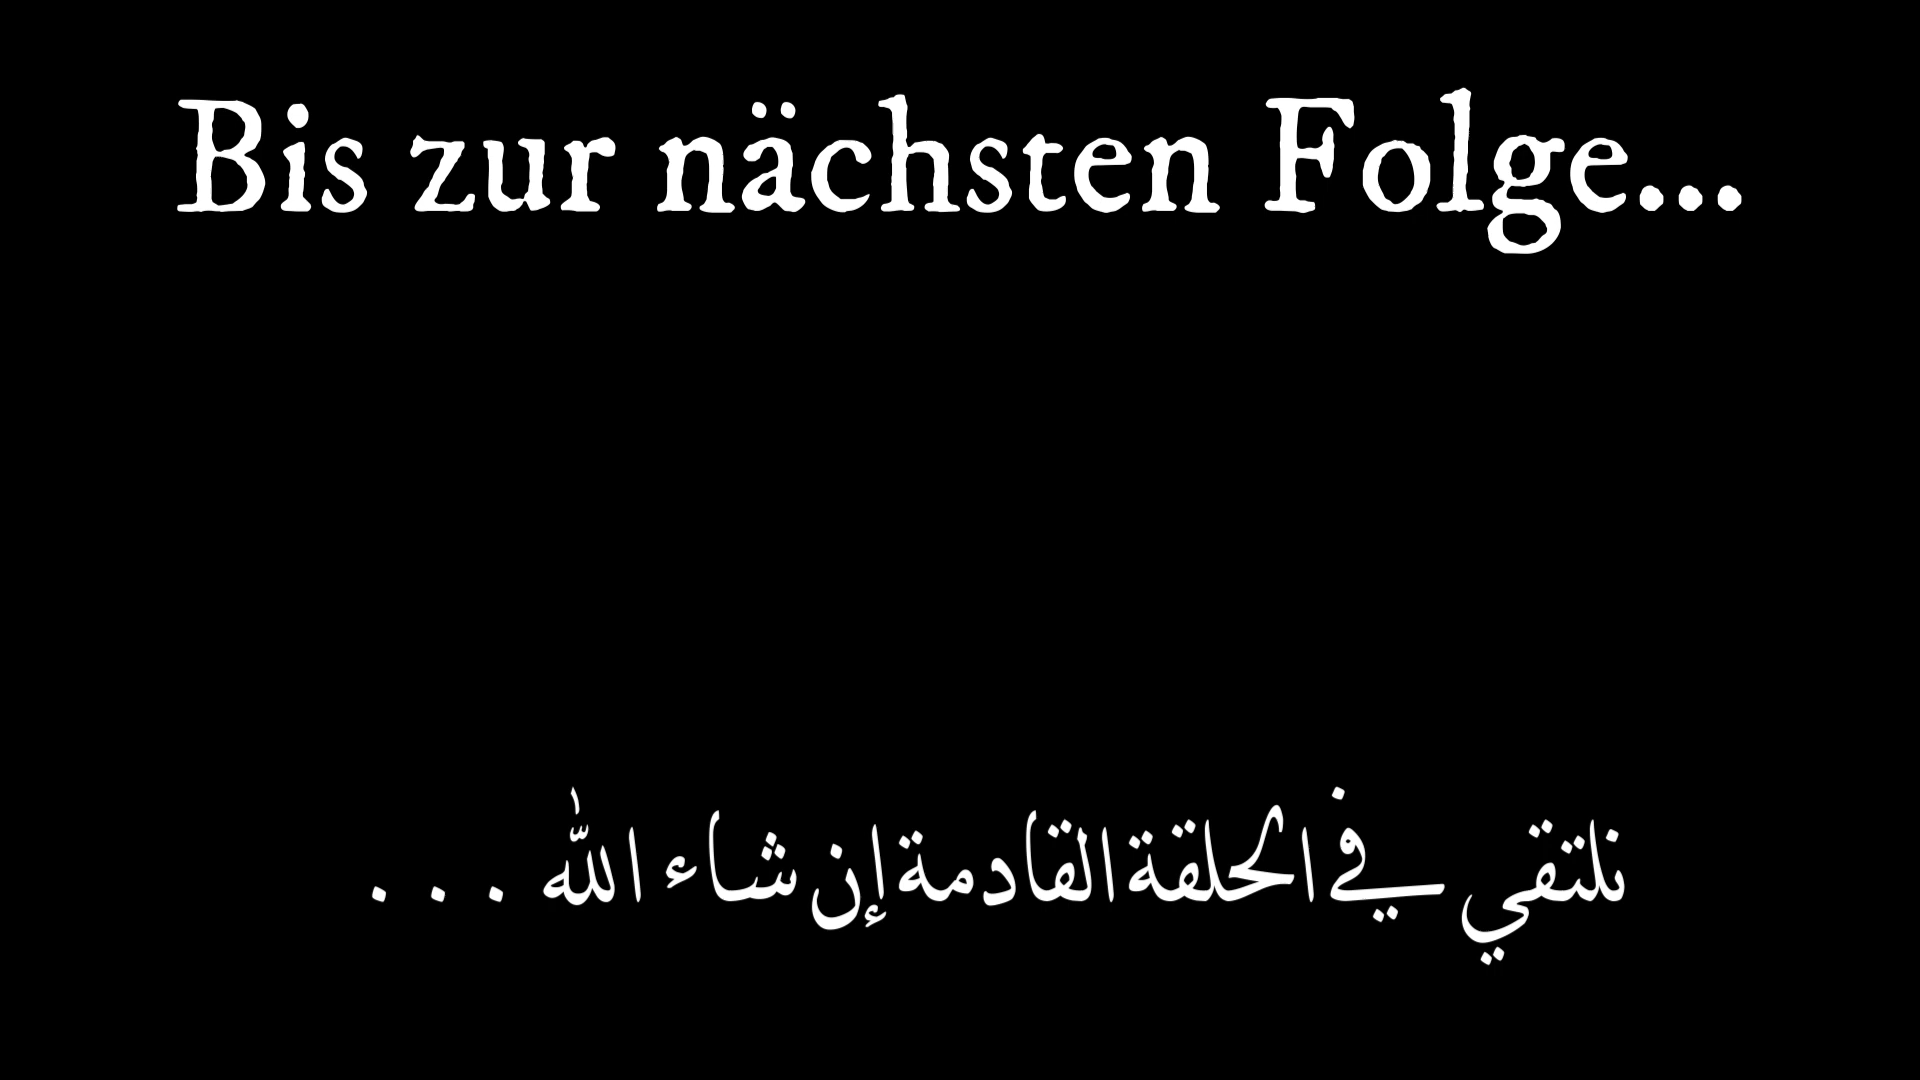 Bis zur nächsten Folge...
نلتقي في الحلقة القادمة إن شاء الله . . .